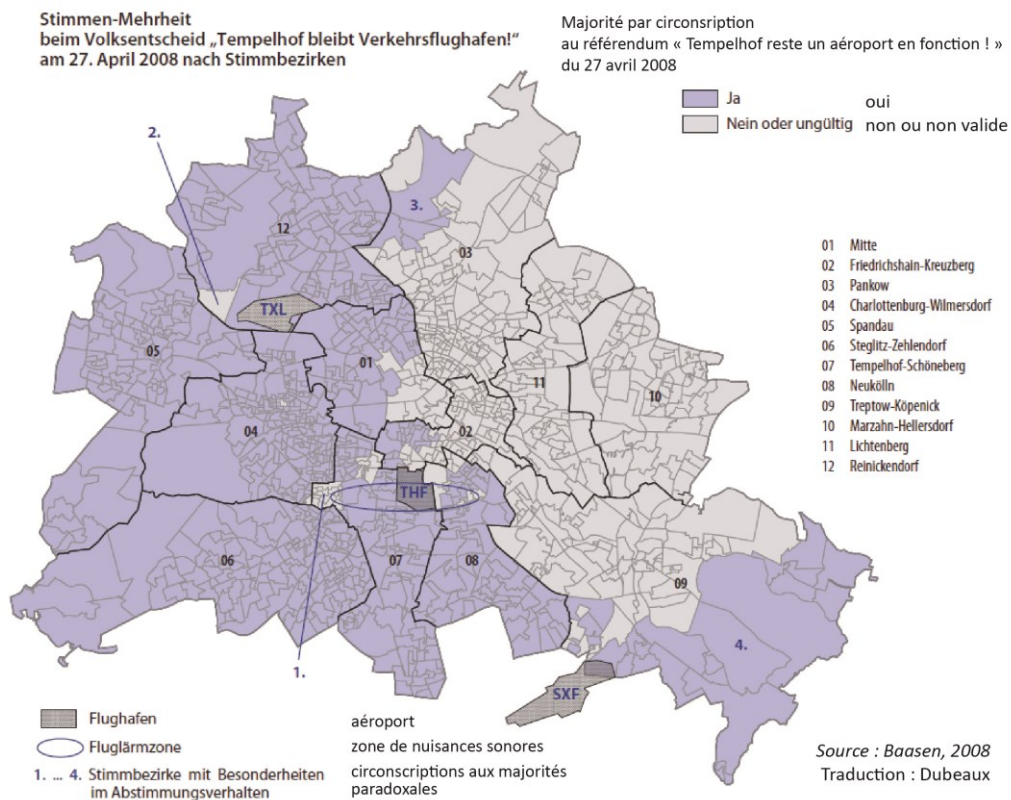 Stimmen-Mehrheit
beim Volksentscheid „Tempelhof bleibt Verkehrsflughafen!“
am 27. April 2008 nach Stimmbezirken
Majorité par circonsription
au référendum « Tempelhof reste un aéroport en fonction ! »
du 27 avril 2008
Ja oui
Nein oder ungültig non ou non valide
2.
3.
12
03
TXL
05
01
11
10
04
02
THF
06
07
08
09
4.
1.
SXF
01 Mitte
02 Friedrichshain-Kreuzberg
03 Pankow
04 Charlottenburg-Wilmersdorf
05 Spandau
06 Steglitz-Zehlendorf
07 Tempelhof-Schöneberg
08 Neukölln
09 Treptow-Köpenick
10 Marzahn-Hellersdorf
11 Lichtenberg
12 Reinickendorf
Flughafen aéroport
Fluglärmzone zone de nuisances sonores
1. ... 4. Stimmbezirke mit Besonderheiten circonscriptions aux majorités
im Abstimmungsverhalten paradoxales
Source : Baasen, 2008
Traduction : Dubeaux